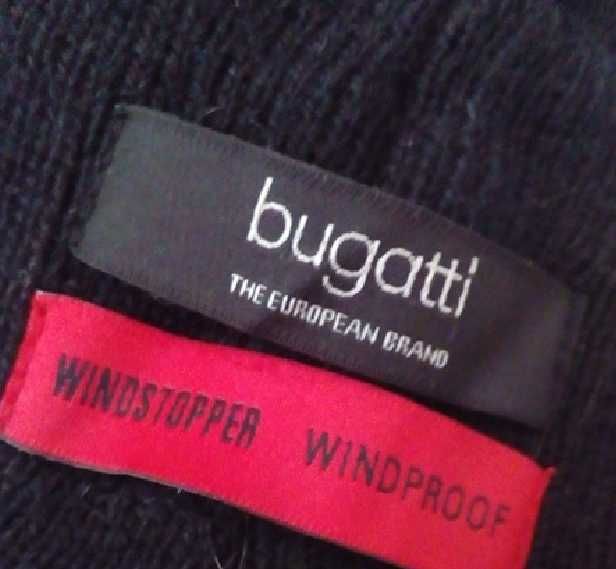 bugatti
THE EUROPEAN BRAND
WINDSTOPPER WINDPROOF